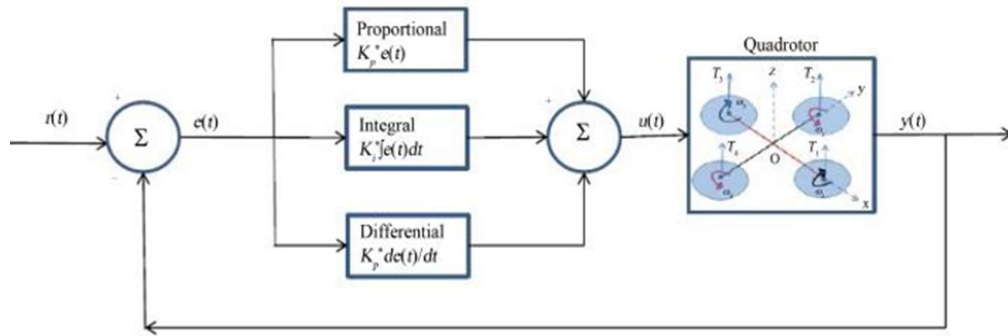 Proportional
K_p*e(t)
Quadrotor
T_3
z
T_2
y
r(t)
+
Σ
e(t)
Integral
K_i*∫e(t)dt
+
Σ
u(t)
y(t)
T_4
O
T_1
x
−
Differential
K_p*de(t)/dt